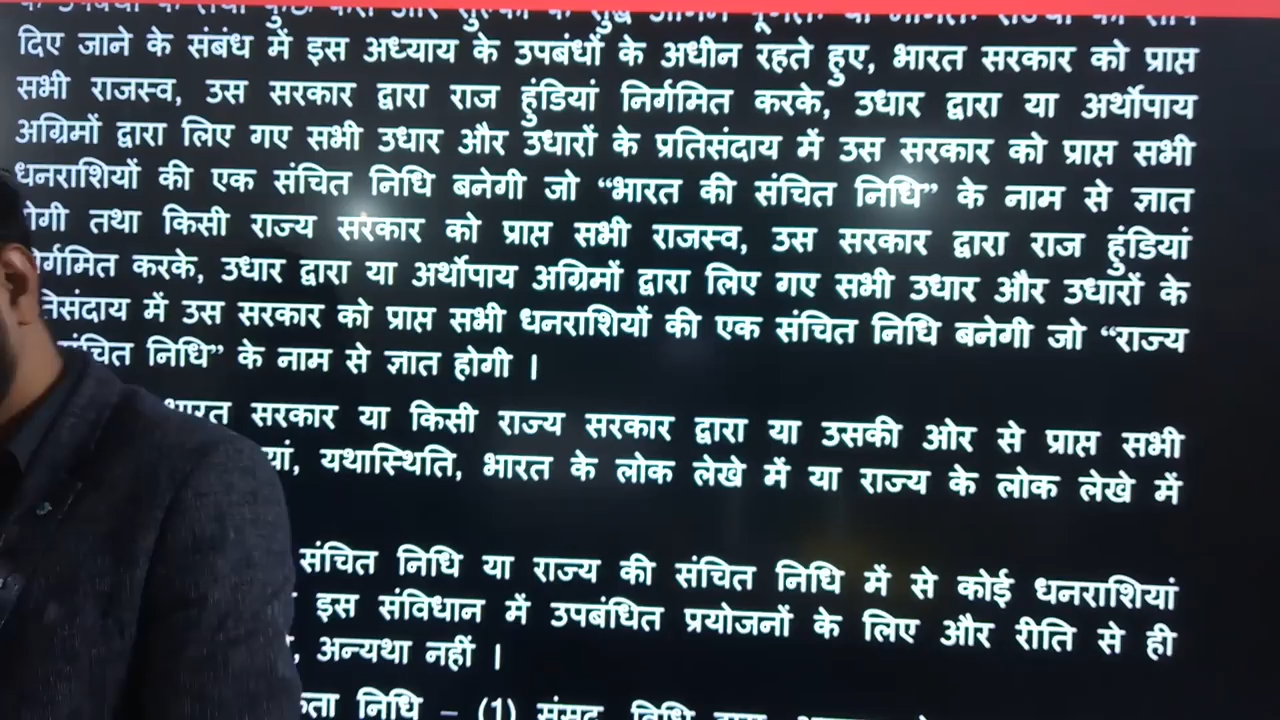 दिए जाने के संबंध में इस अध्याय के उपबंधों के अधीन रहते हुए, भारत सरकार को प्राप्त
सभी राजस्व, उस सरकार द्वारा राज हुंडियां निर्गमित करके, उधार द्वारा या अर्थोपाय
अग्रिमों द्वारा लिए गए सभी उधार और उधारों के प्रतिसंदाय में उस सरकार को प्राप्त सभी
धनराशियों की एक संचित निधि बनेगी जो “भारत की संचित निधि” के नाम से ज्ञात
तथा किसी राज्य सरकार को प्राप्त सभी राजस्व, उस सरकार द्वारा राज हुंडियां
करके, उधार द्वारा या अर्थोपाय अग्रिमों द्वारा लिए गए सभी उधार और उधारों के
में उस सरकार को प्राप्त सभी धनराशियों की एक संचित निधि बनेगी जो “राज्य
निधि” के नाम से ज्ञात होगी ।
सरकार या किसी राज्य सरकार द्वारा या उसकी ओर से प्राप्त सभी
यथास्थिति, भारत के लोक लेखे में या राज्य के लोक लेखे में
संचित निधि या राज्य की संचित निधि में से कोई धनराशियां
इस संविधान में उपबंधित प्रयोजनों के लिए और रीति से ही
, अन्यथा नहीं ।
निधि – (1) संसद्, विधि